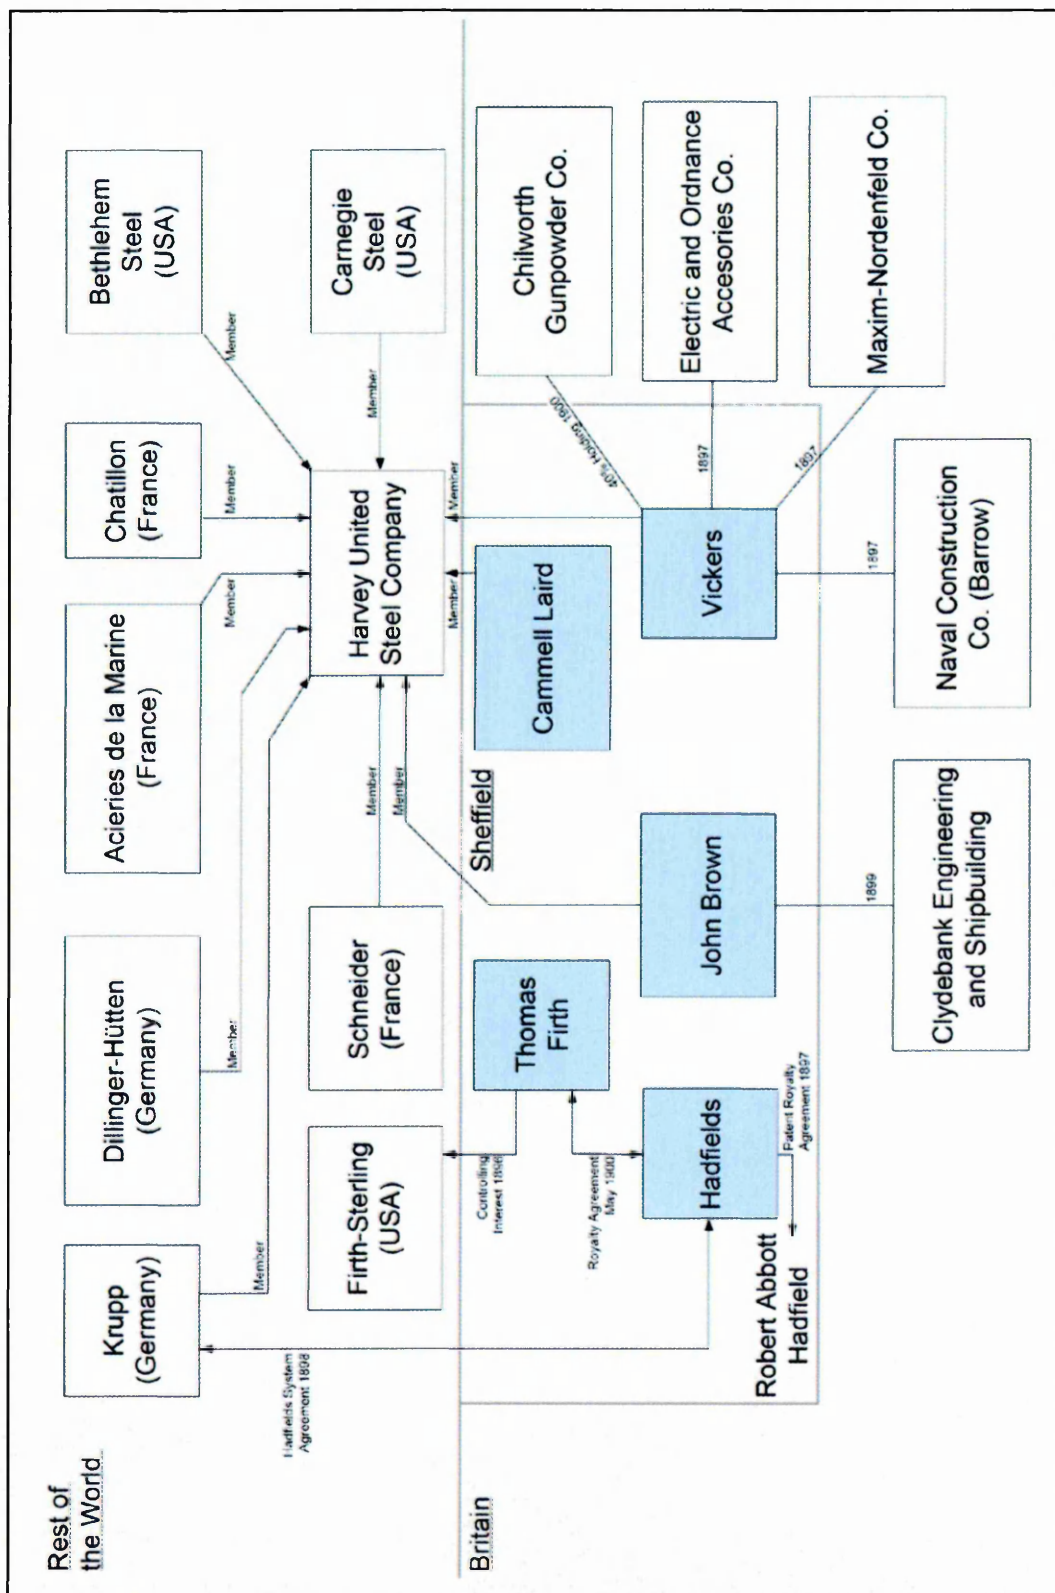 Rest of
the World
Krupp
(Germany)
Dillinger-Hütten
(Germany)
Acieries de la Marine
(France)
Chatillon
(France)
Bethlehem
Steel
(USA)
Hadfields System
Agreement 1898
Member
Member
Member
Member
Member
Firth-Sterling
(USA)
Schneider
(France)
Harvey United
Steel Company
Carnegie
Steel
(USA)
Member
Member
Member
Member
Member
Controlling
Interest 1896
Britain
Sheffield
Thomas
Firth
Cammell Laird
Chilworth
Gunpowder Co.
Royalty Agreement
May 1900
40% Holding 1900
Hadfields
John Brown
Vickers
1897
Electric and Ordnance
Accesories Co.
Patent Royalty
Agreement 1897
Robert Abbott
Hadfield
1897
Maxim-Nordenfeld Co.
1899
1897
Clydebank Engineering
and Shipbuilding
Naval Construction
Co. (Barrow)